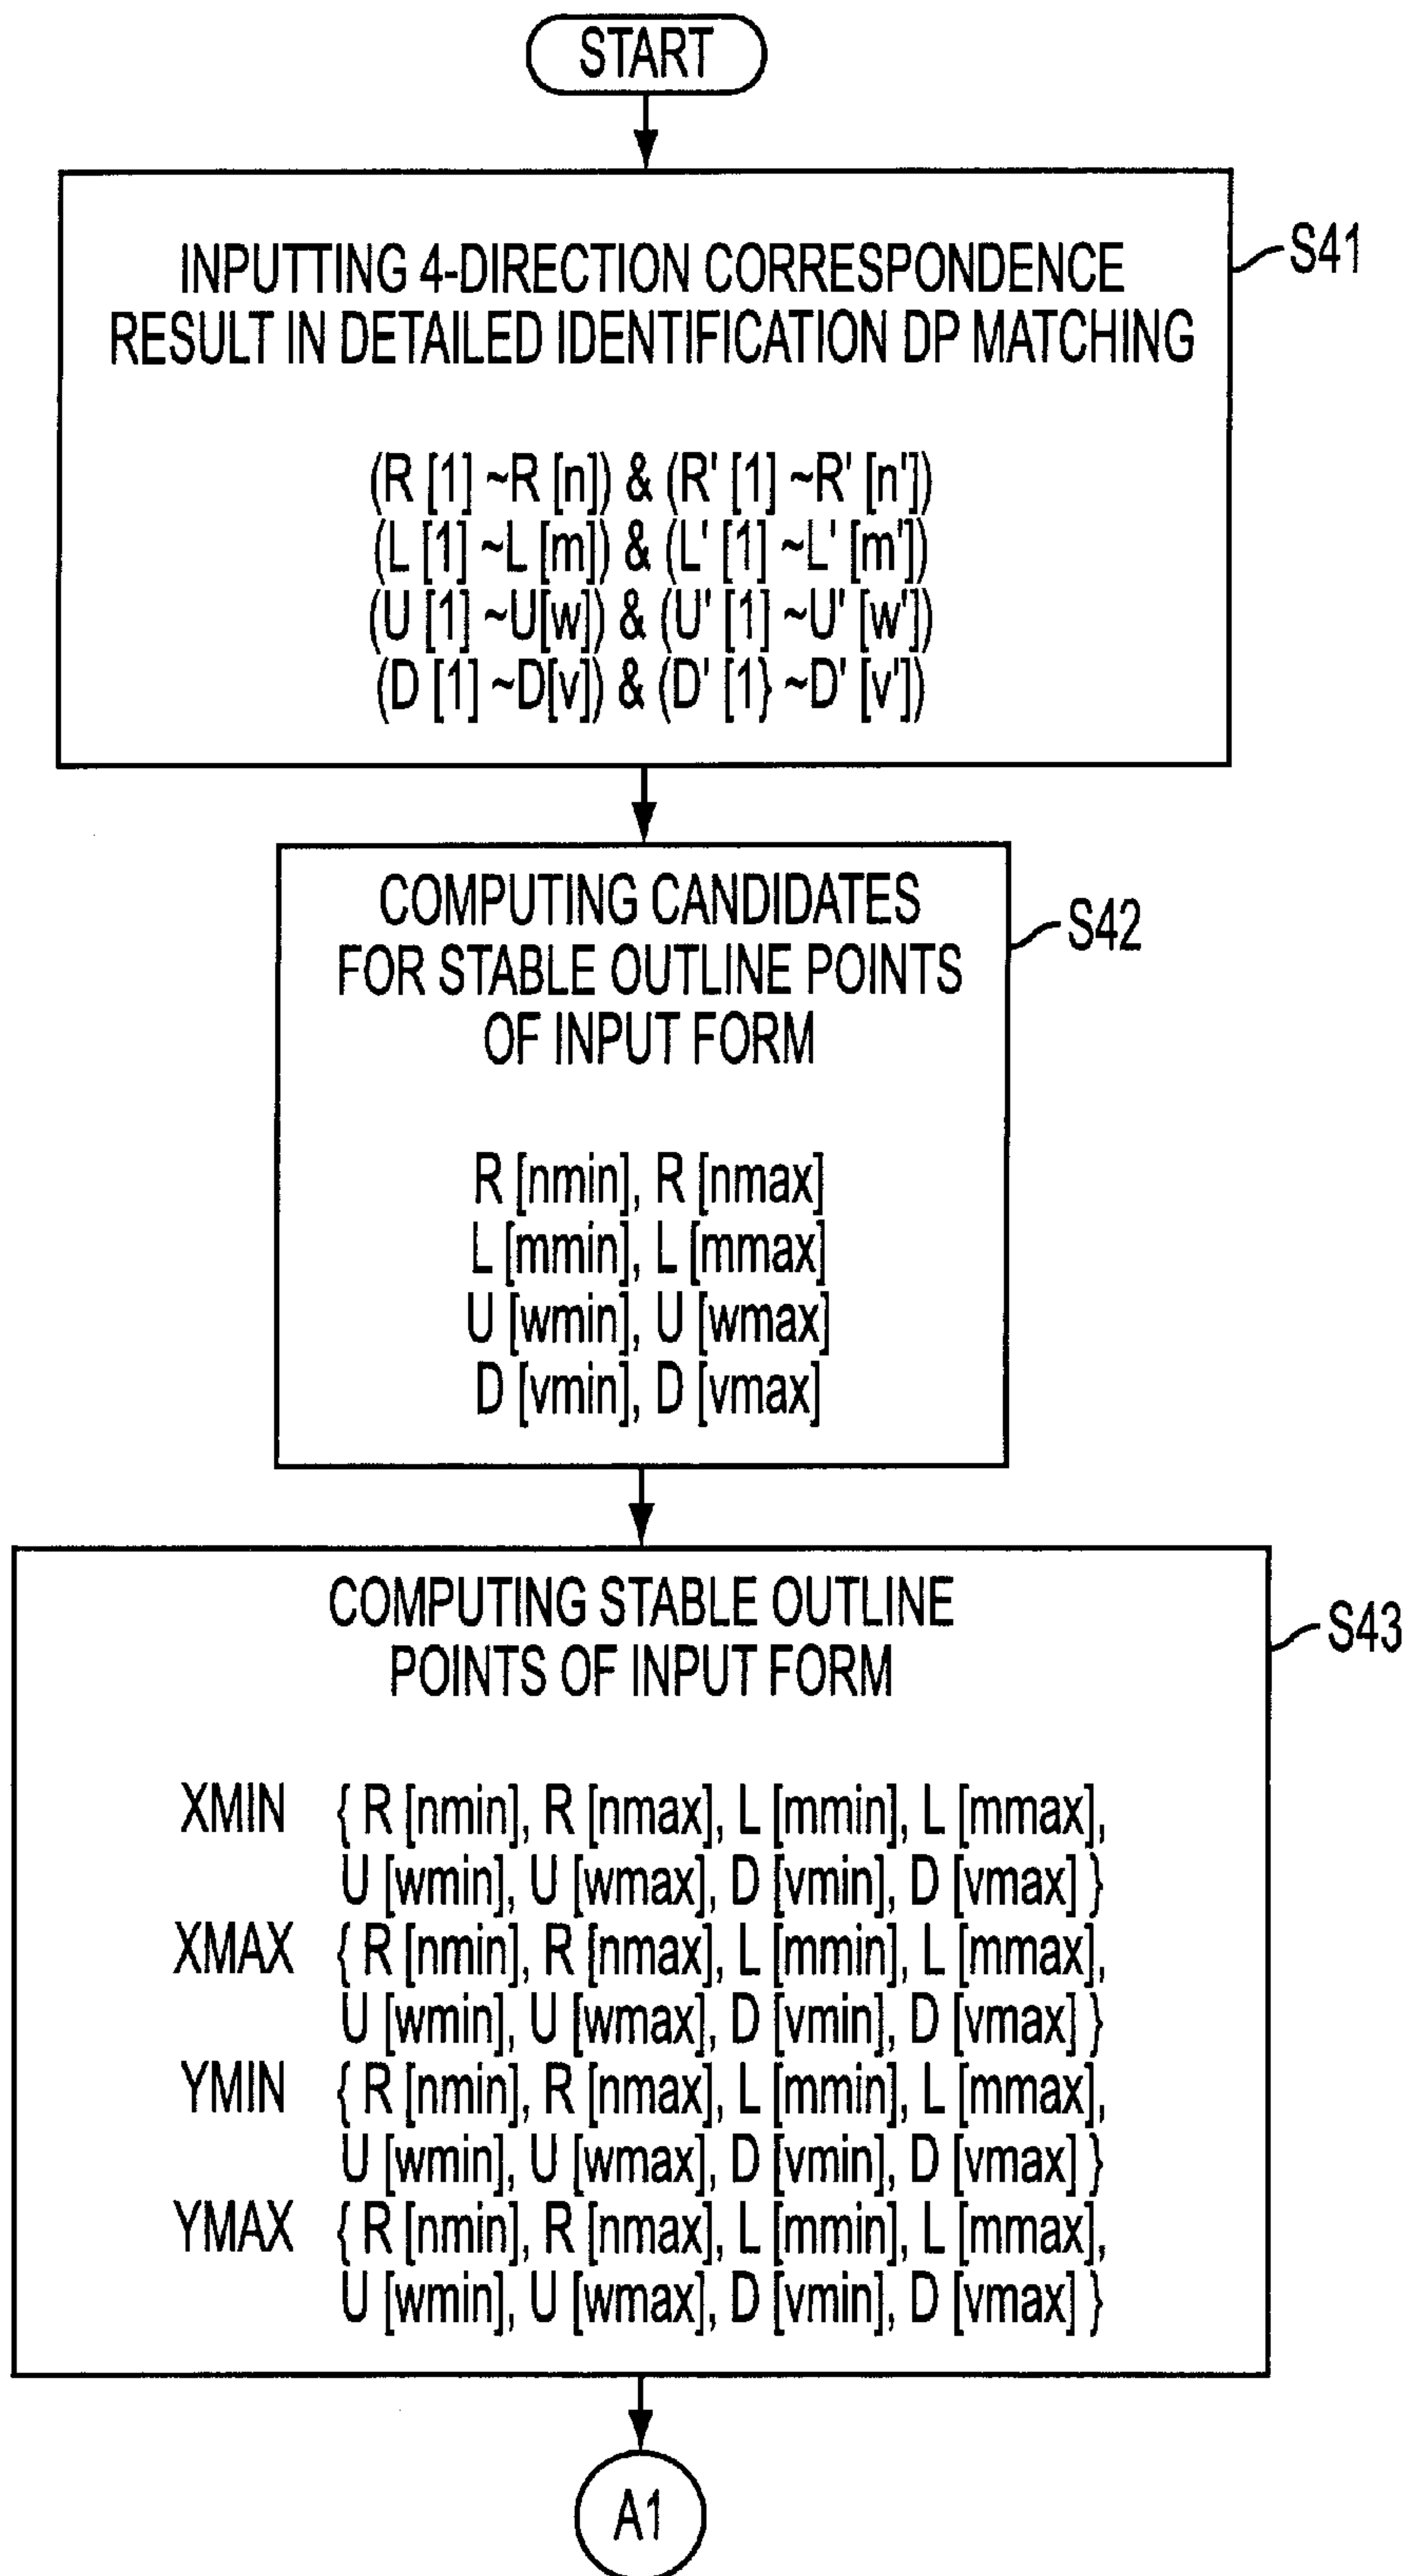 START
INPUTTING 4-DIRECTION CORRESPONDENCE
RESULT IN DETAILED IDENTIFICATION DP MATCHING
S41
(R [1] ~R [n]) & (R' [1] ~R' [n'])
(L [1] ~L [m]) & (L' [1] ~L' [m'])
(U [1] ~U[w]) & (U' [1] ~U' [w'])
(D [1] ~D[v]) & (D' [1} ~D' [v'])
COMPUTING CANDIDATES
FOR STABLE OUTLINE POINTS
OF INPUT FORM
S42
R [nmin], R [nmax]
L [mmin], L [mmax]
U [wmin], U [wmax]
D [vmin], D [vmax]
COMPUTING STABLE OUTLINE
POINTS OF INPUT FORM
S43
XMIN { R [nmin], R [nmax], L [mmin], L [mmax],
U [wmin], U [wmax], D [vmin], D [vmax] }
XMAX { R [nmin], R [nmax], L [mmin], L [mmax],
U [wmin], U [wmax], D [vmin], D [vmax] }
YMIN { R [nmin], R [nmax], L [mmin], L [mmax],
U [wmin], U [wmax], D [vmin], D [vmax] }
YMAX { R [nmin], R [nmax], L [mmin], L [mmax],
U [wmin], U [wmax], D [vmin], D [vmax] }
A1